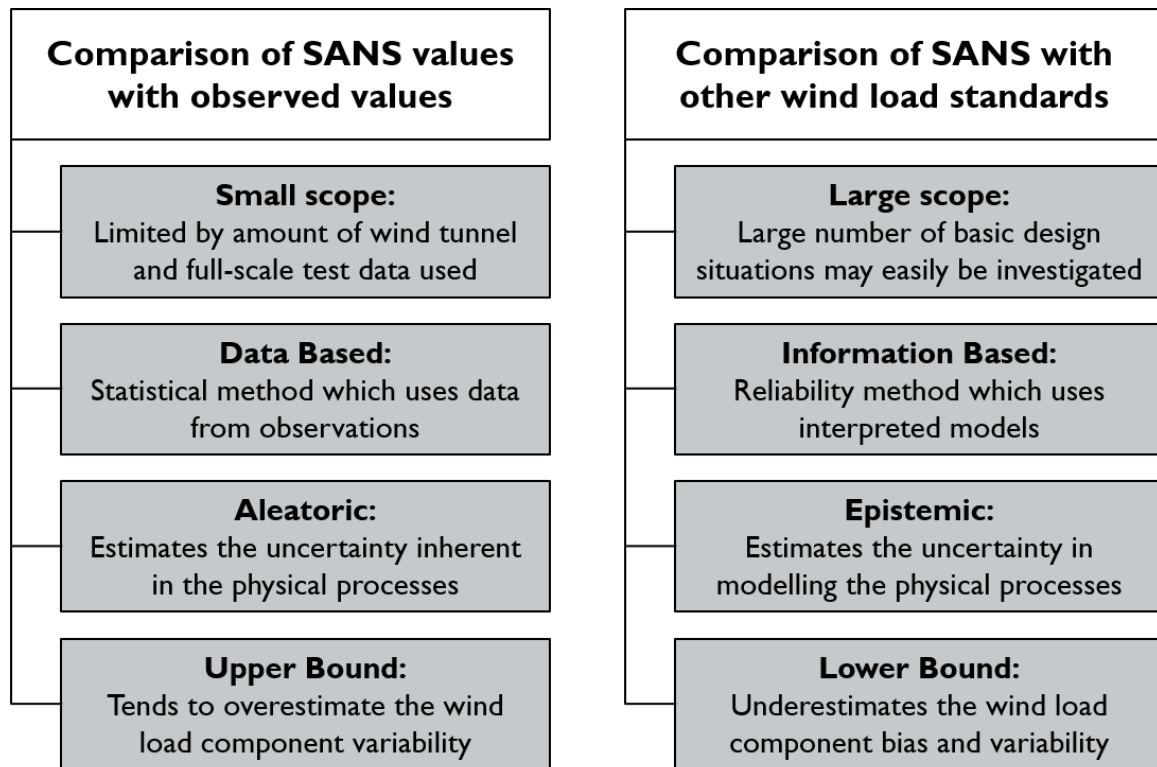 Comparison of SANS values
with observed values
Small scope:
Limited by amount of wind tunnel
and full-scale test data used
Data Based:
Statistical method which uses data
from observations
Aleatoric:
Estimates the uncertainty inherent
in the physical processes
Upper Bound:
Tends to overestimate the wind
load component variability
Comparison of SANS with
other wind load standards
Large scope:
Large number of basic design
situations may easily be investigated
Information Based:
Reliability method which uses
interpreted models
Epistemic:
Estimates the uncertainty in
modelling the physical processes
Lower Bound:
Underestimates the wind load
component bias and variability